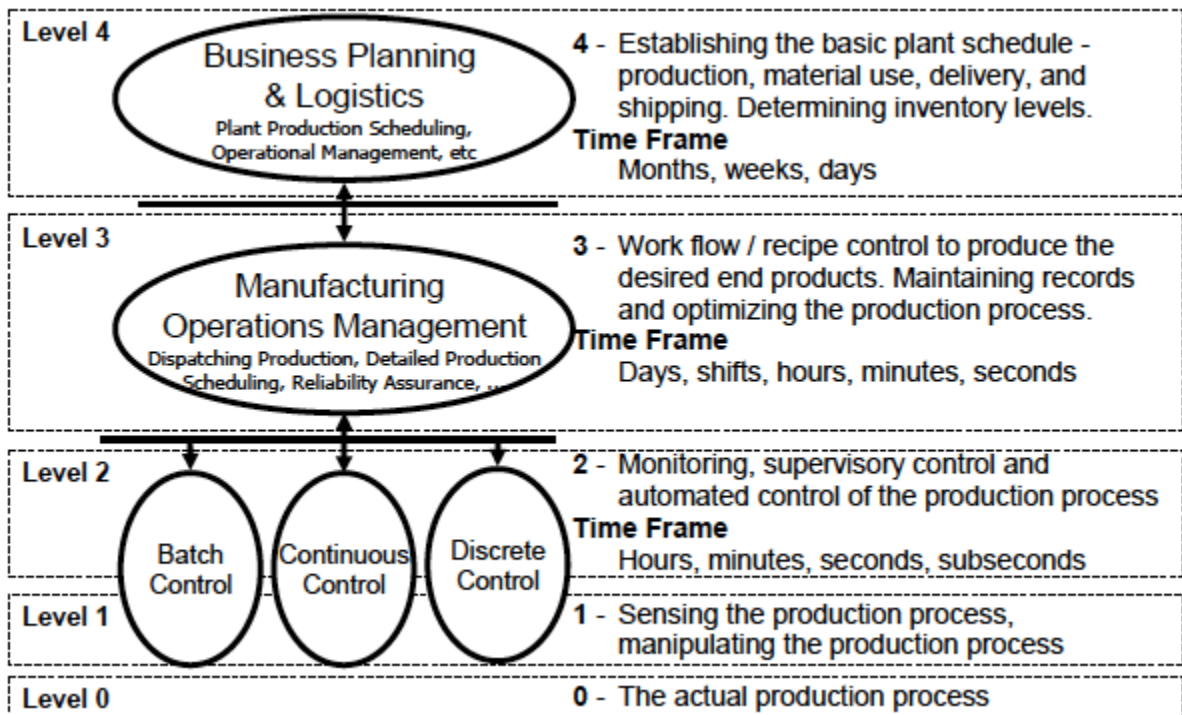 Level 4
Business Planning
& Logistics
Plant Production Scheduling,
Operational Management, etc
4 - Establishing the basic plant schedule -
production, material use, delivery, and
shipping. Determining inventory levels.
Time Frame
Months, weeks, days
Level 3
Manufacturing
Operations Management
Dispatching Production, Detailed Production
Scheduling, Reliability Assurance, ...
3 - Work flow / recipe control to produce the
desired end products. Maintaining records
and optimizing the production process.
Time Frame
Days, shifts, hours, minutes, seconds
Level 2
Batch
Control
Continuous
Control
Discrete
Control
2 - Monitoring, supervisory control and
automated control of the production process
Time Frame
Hours, minutes, seconds, subseconds
Level 1
1 - Sensing the production process,
manipulating the production process
Level 0
0 - The actual production process